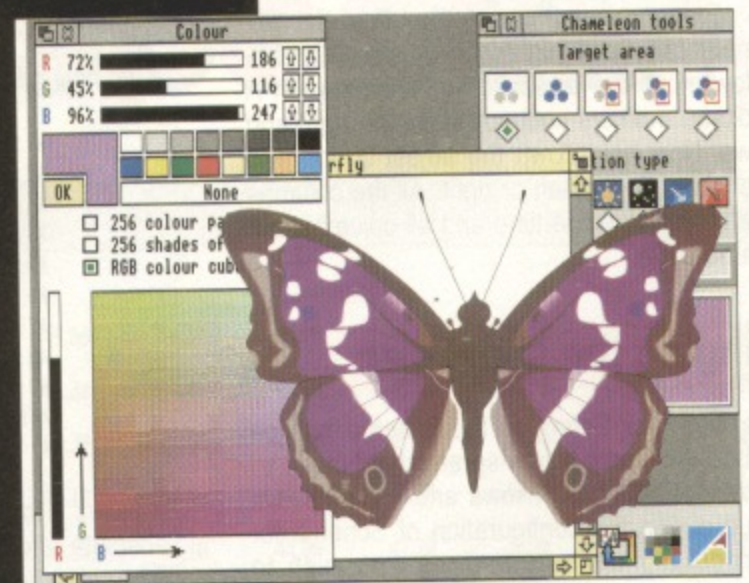 Colour
R 72% 186
G 45% 116
B 96% 247
OK None
256 colour pa
256 shades of
RGB colour cub
G
R B
rfly
Chameleon tools
Target area
tion type